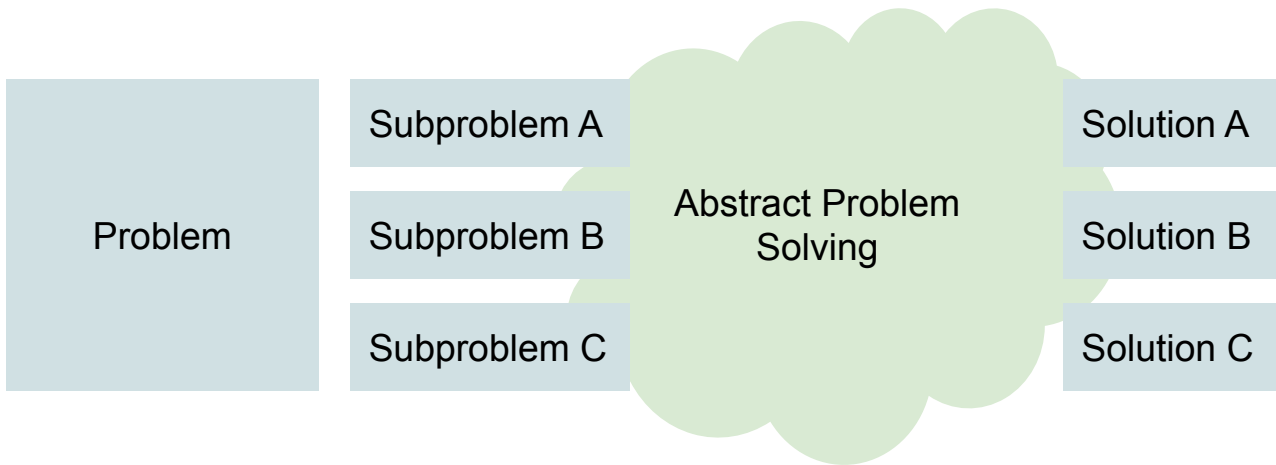 Problem
Subproblem A
Subproblem B
Subproblem C
Abstract Problem
Solving
Solution A
Solution B
Solution C